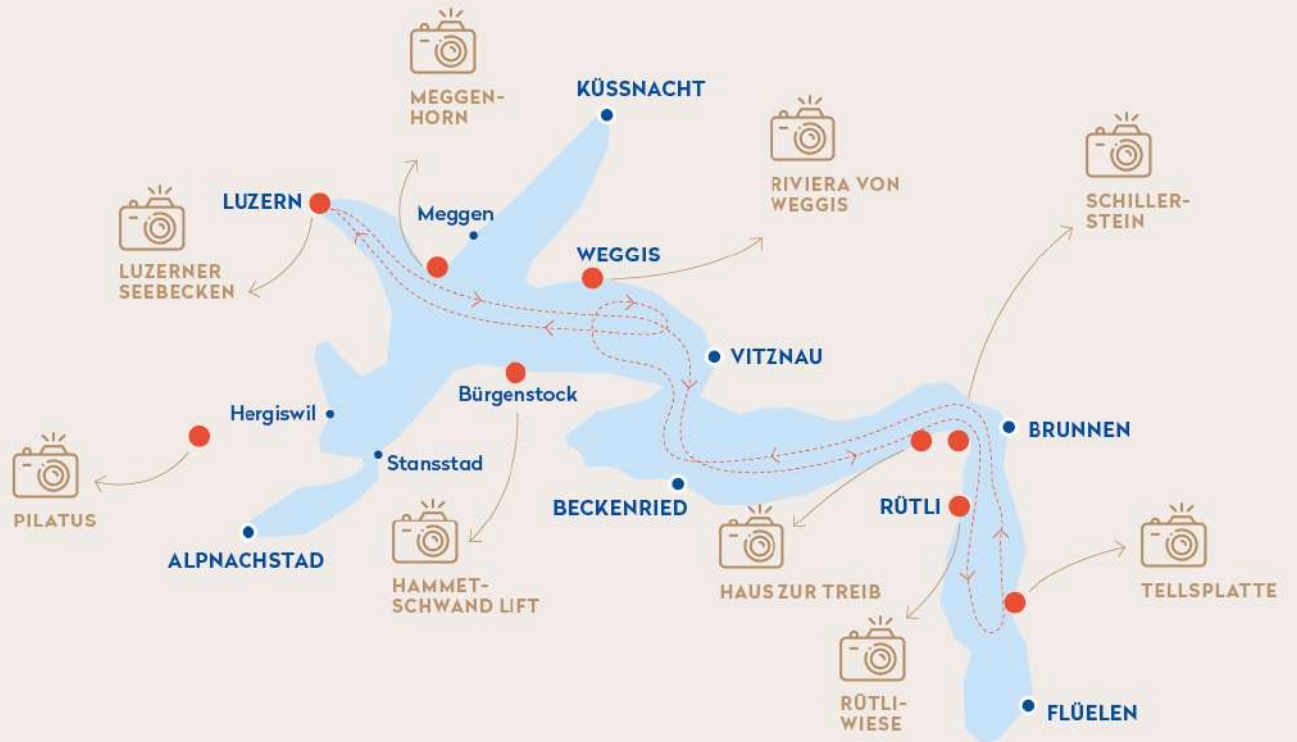 MEGGEN-
HORN
KÜSSNACHT
RIVIERA VON
WEGGIS
SCHILLER-
STEIN
LUZERN
Meggen
LUZERNER
SEEBECKEN
WEGGIS
VITZNAU
Bürgenstock
Hergiswil
BRUNNEN
Stansstad
PILATUS
BECKENRIED
RÜTLI
ALPNACHSTAD
HAMMET-
SCHWAND LIFT
HAUS ZUR TREIB
TELLSPLATTE
RÜTLI-
WIESE
FLÜELEN